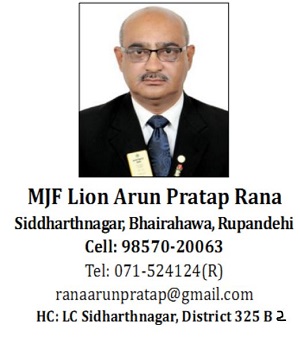 MJF Lion Arun Pratap Rana
Siddharthnagar, Bhairahawa, Rupandehi
Cell: 98570-20063
Tel: 071-524124(R)
ranaarunpratap@gmail.com
HC: LC Sidharthnagar, District 325 B २